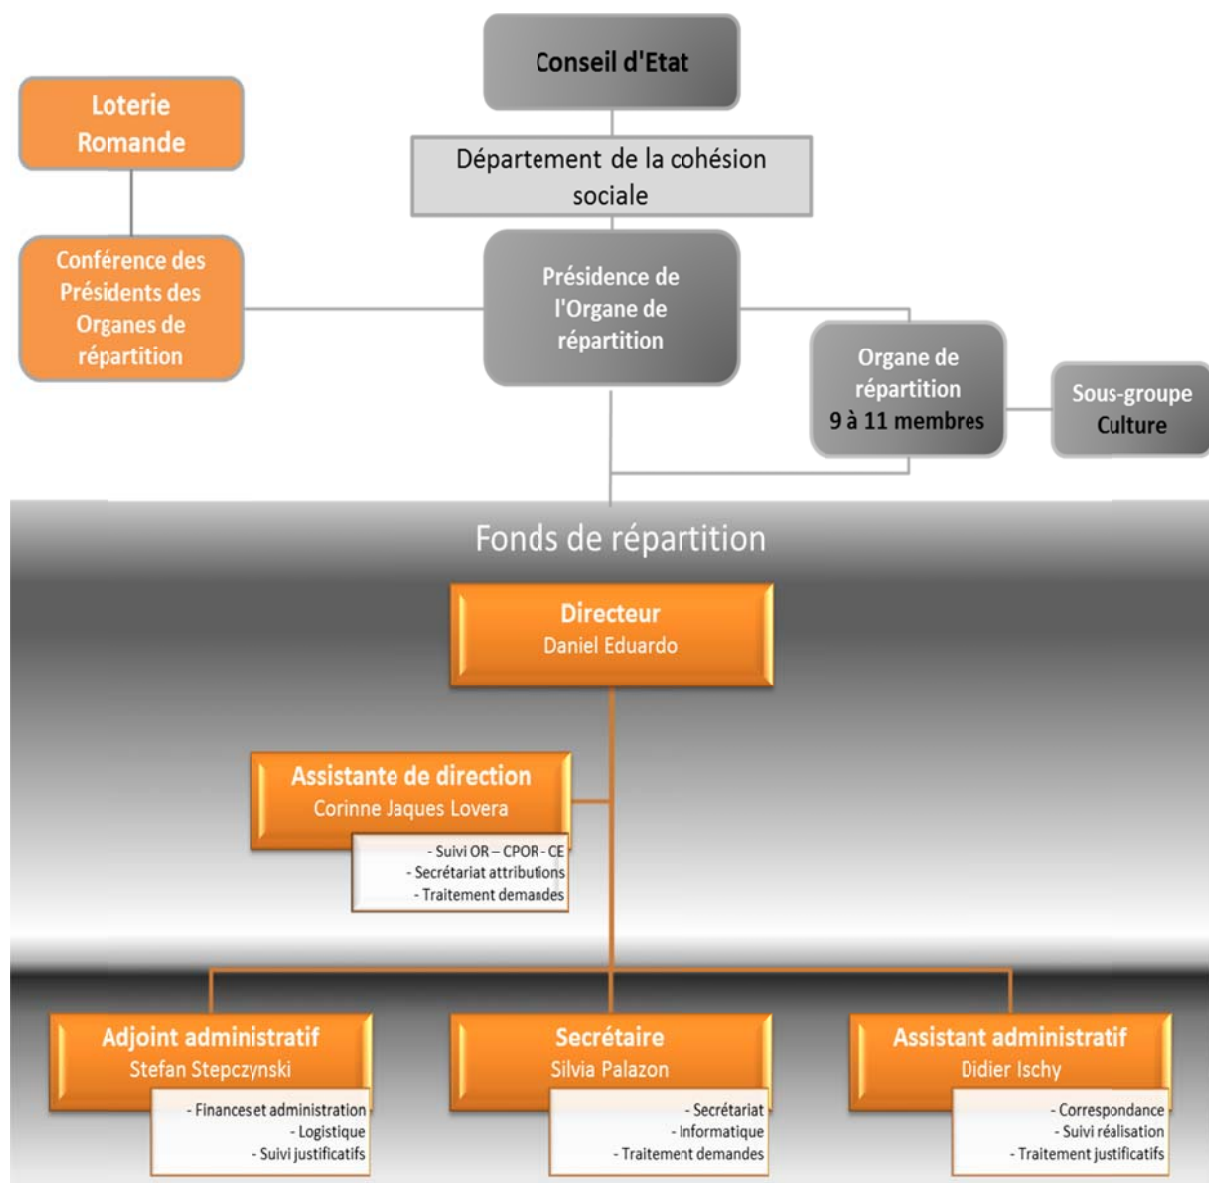 Conseil d'Etat
Loterie
Romande
Département de la cohésion
sociale
Conférence des
Présidents des
Organes de
répartition
Présidence de
l'Organe de
répartition
Organe de
répartition
9 à 11 membres
Sous-groupe
Culture
Fonds de répartition
Directeur
Daniel Eduardo
Assistante de direction
Corinne Jaques Lovera
- Suivi OR – CPOR - CE
- Secrétariat attributions
- Traitement demandes
Adjoint administratif
Stefan Stepczynski
- Finances et administration
- Logistique
- Suivi justificatifs
Secrétaire
Silvia Palazon
- Secrétariat
- Informatique
- Traitement demandes
Assistant administratif
Didier Ischy
- Correspondance
- Suivi réalisation
- Traitement justificatifs